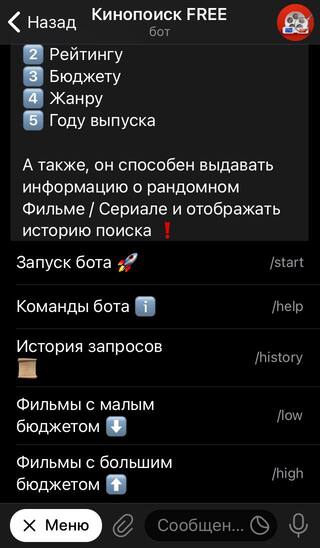 Назад
Кинопоиск FREE
бот
2 Рейтингу
3 Бюджету
4 Жанру
5 Году выпуска
А также, он способен выдавать
информацию о рандомном
Фильме / Сериале и отображать
историю поиска ❗
Запуск бота 🚀 /start
Команды бота ℹ️ /help
История запросов
📜 /history
Фильмы с малым
бюджетом ⬇️ /low
Фильмы с большим
бюджетом ⬆️ /high
× Меню
Сообщен...